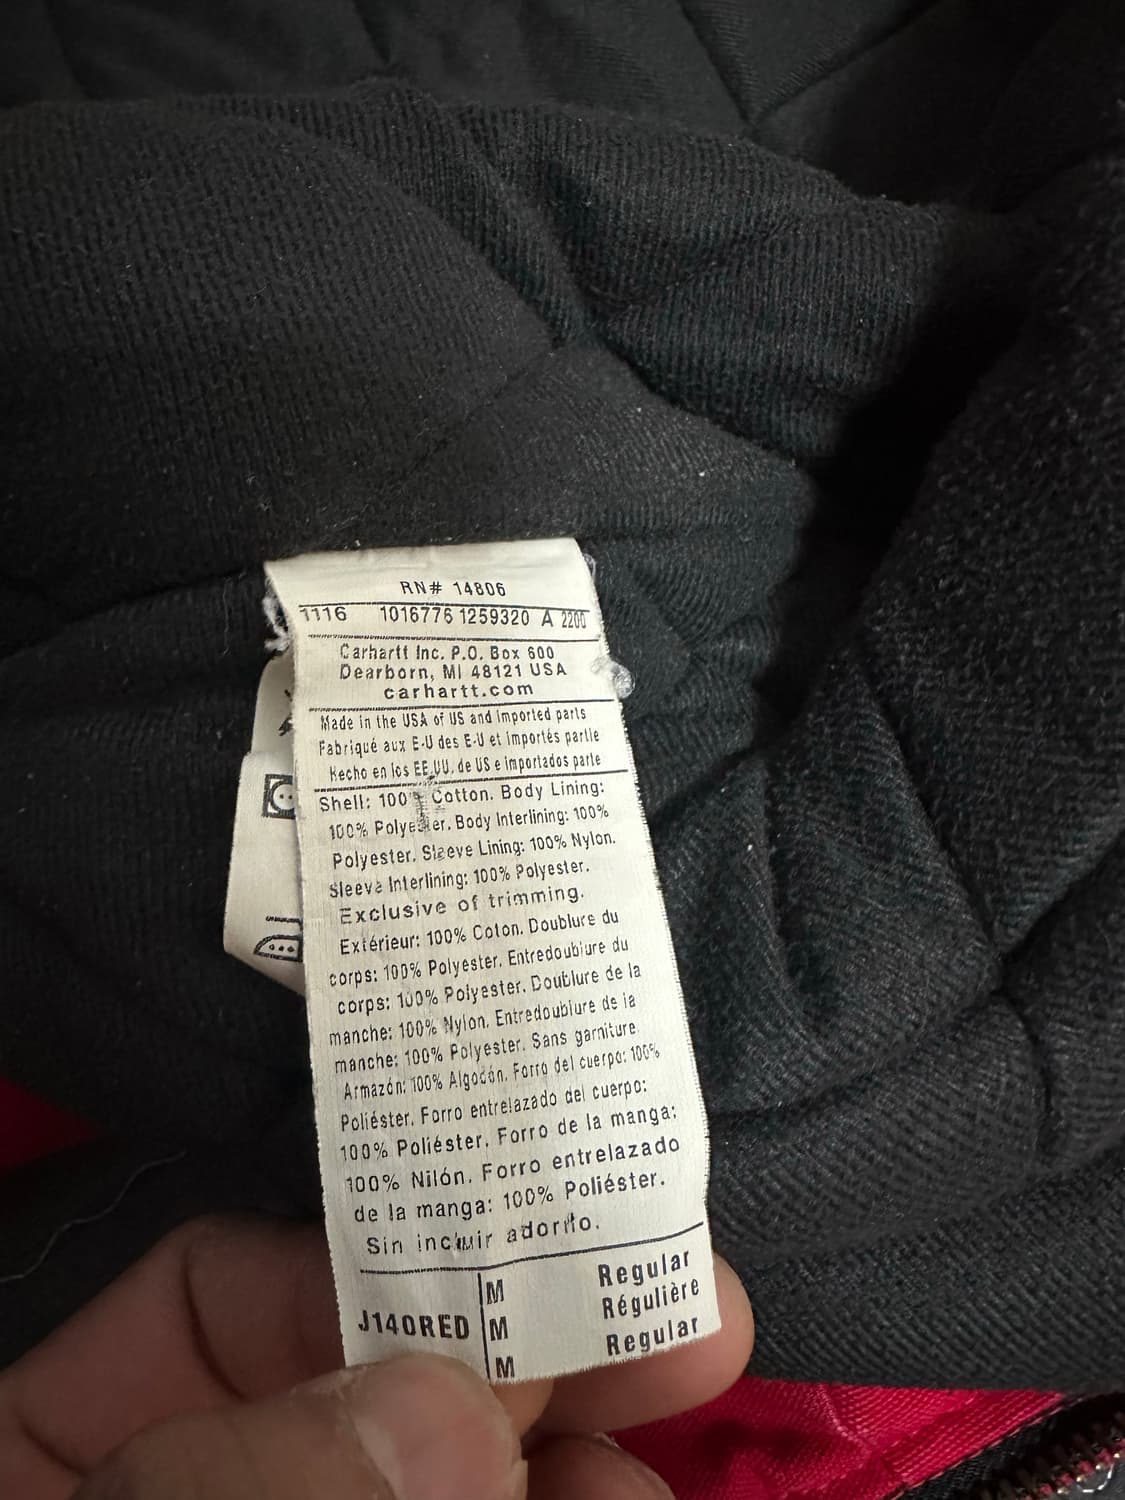 RN# 14806
1116 1016776 1259320 A 2200
Carhartt Inc. P.O. Box 600
Dearborn, MI 48121 USA
carhartt.com
Made in the USA of US and Imported parts
Fabriqué aux E-U des E-U et Importés partie
Hecho en los EE.UU. de US e importados parte
Shell: 100% Cotton. Body Lining:
100% Polyester. Body Interlining: 100%
Polyester. Sleeve Lining: 100% Nylon.
Sleeve Interlining: 100% Polyester.
Exclusive of trimming.
Extérieur: 100% Coton. Doublure du
corps: 100% Polyester. Entredoublure du
corps: 100% Polyester. Doublure de la
manche: 100% Nylon. Entredoublure de la
manche: 100% Polyester. Sans garniture
Armazón: 100% Algodón. Forro del cuerpo: 100%
Poliéster. Forro entrelazado del cuerpo:
100% Poliéster. Forro de la manga:
100% Nilón. Forro entrelazado
de la manga: 100% Poliéster.
Sin incluir adorno.
M Regular
M Régulière
J140RED M Regular